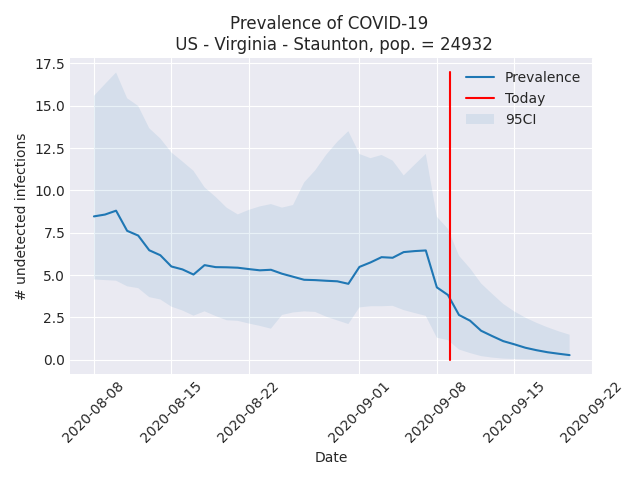 Prevalence of COVID-19
US - Virginia - Staunton, pop. = 24932
17.5
15.0
12.5
10.0
7.5
5.0
2.5
0.0
# undetected infections
Prevalence
Today
95CI
2020-08-08
2020-08-15
2020-08-22
2020-09-01
2020-09-08
2020-09-15
2020-09-22
Date